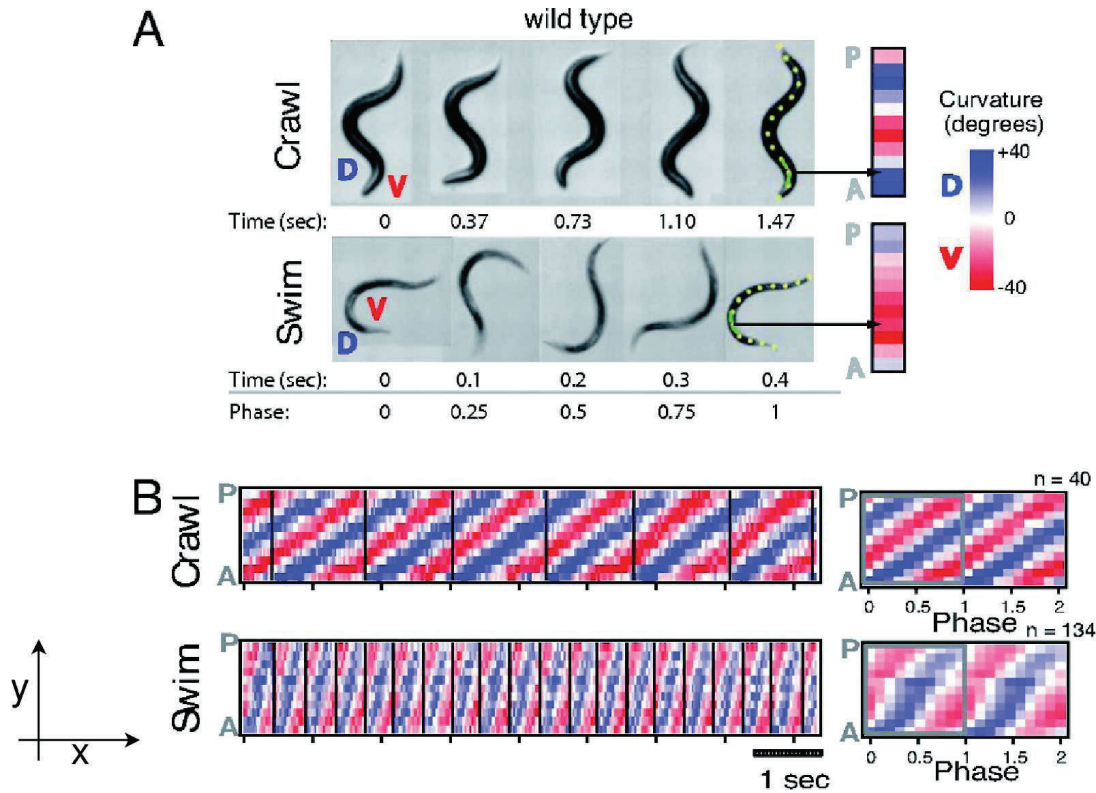 wild type
A
Crawl
D
V
P
A
Curvature
(degrees)
+40
D
0
V
-40
Time (sec): 0 0.37 0.73 1.10 1.47
Swim
V
D
P
A
Time (sec): 0 0.1 0.2 0.3 0.4
Phase: 0 0.25 0.5 0.75 1
B
Crawl
P
A
n = 40
P
A
0 0.5 1 1.5 2
Phase
Swim
P
A
n = 134
P
A
0 0.5 1 1.5 2
Phase
1 sec
y
x